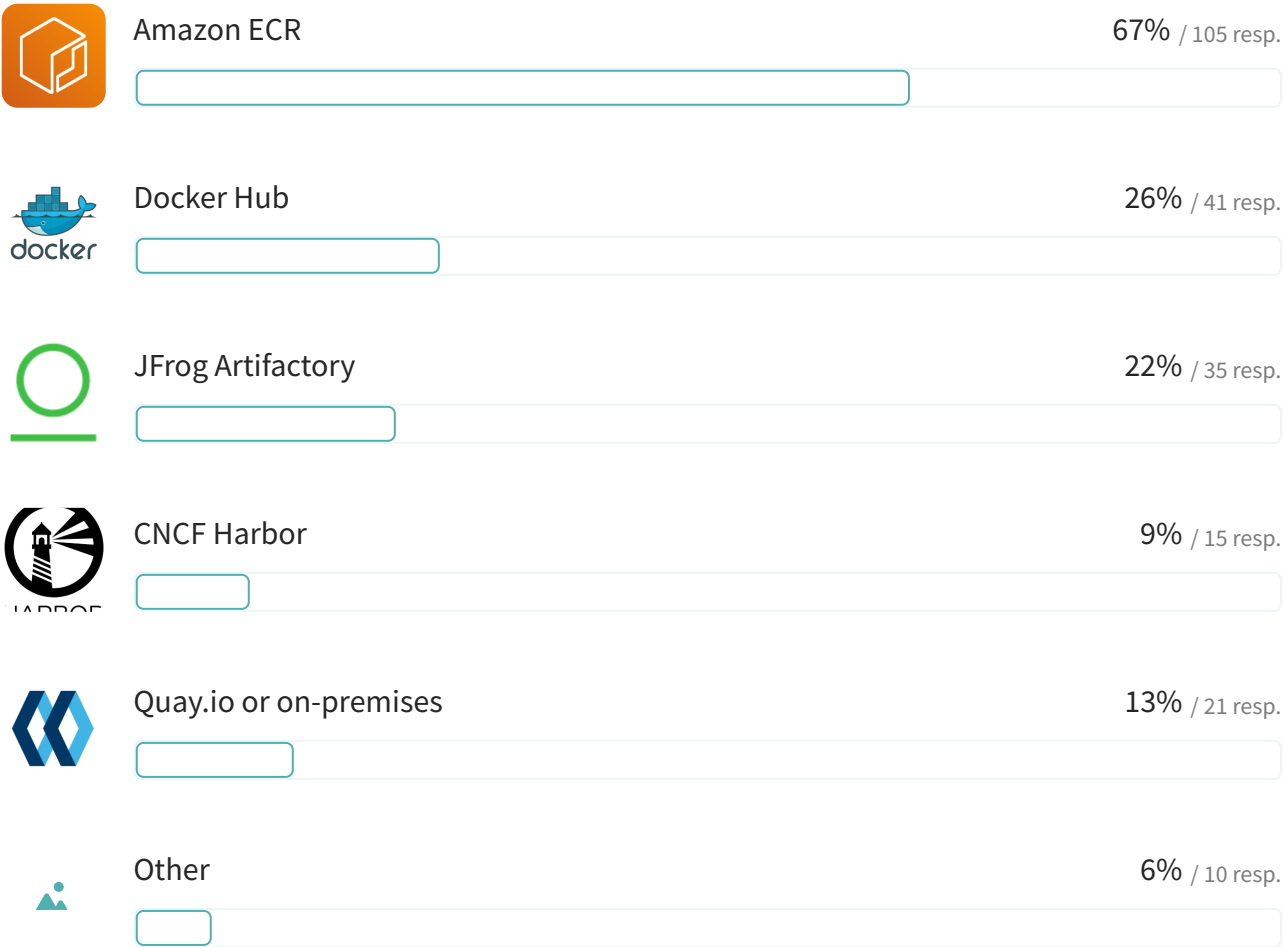 Amazon ECR 67% / 105 resp.
Docker Hub 26% / 41 resp.
docker
JFrog Artifactory 22% / 35 resp.
CNCF Harbor 9% / 15 resp.
Quay.io or on-premises 13% / 21 resp.
Other 6% / 10 resp.